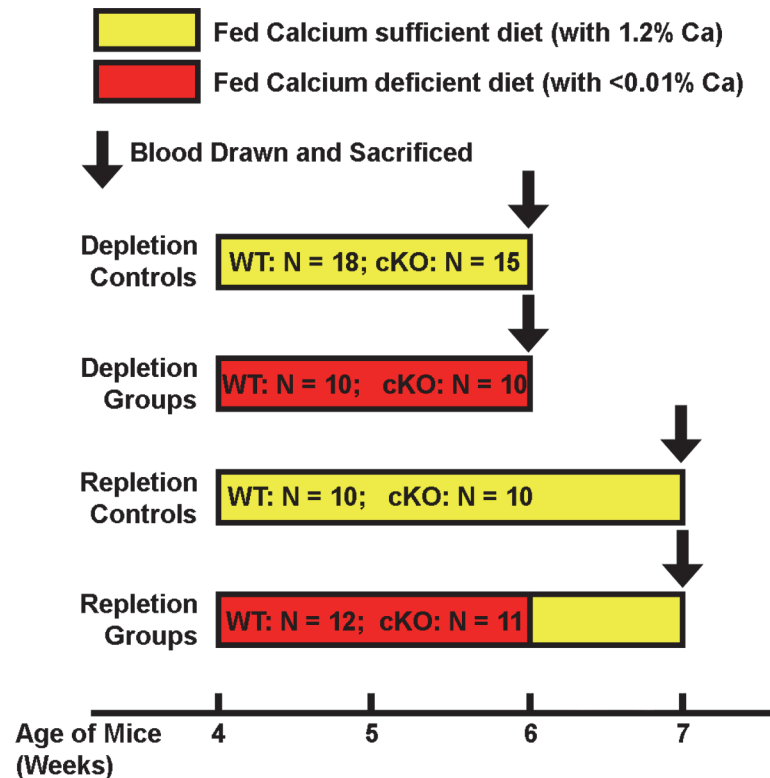 Fed Calcium sufficient diet (with 1.2% Ca)
Fed Calcium deficient diet (with <0.01% Ca)
Blood Drawn and Sacrificed
Depletion
Controls
WT: N = 18; cKO: N = 15
Depletion
Groups
WT: N = 10; cKO: N = 10
Repletion
Controls
WT: N = 10; cKO: N = 10
Repletion
Groups
WT: N = 12; cKO: N = 11
Age of Mice
(Weeks)
4 5 6 7